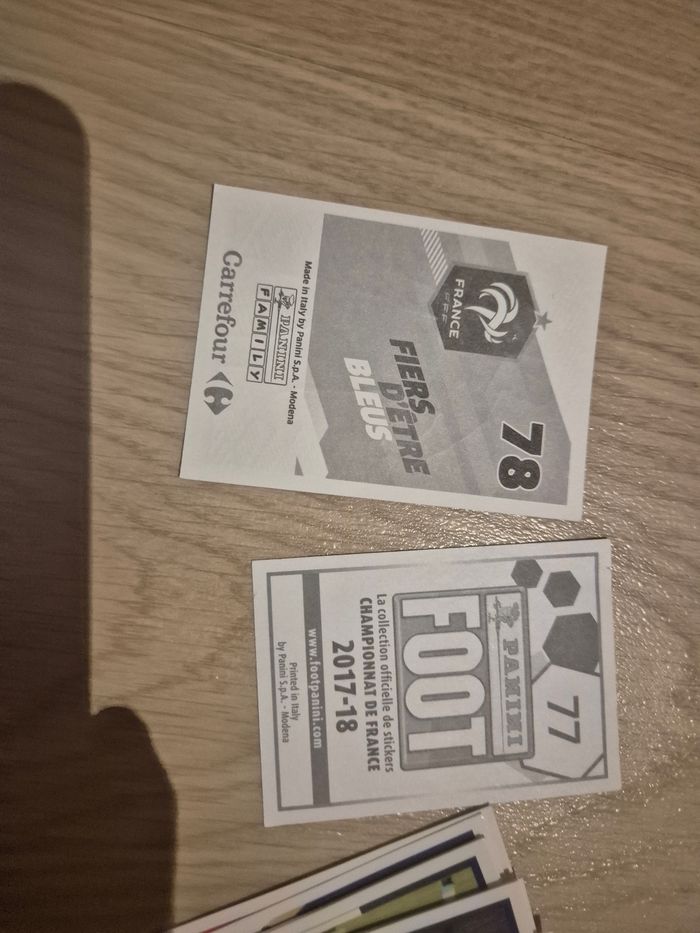 78
FRANCE
FFF
FIERS
D'ÊTRE
BLEUS
Made in Italy by Panini S.p.A. - Modena
PANINI
FAMILY
Carrefour
77
PANINI
FOOT
La collection officielle de stickers
CHAMPIONNAT DE FRANCE
2017-18
www.footpanini.com
Printed in Italy
by Panini S.p.A. - Modena